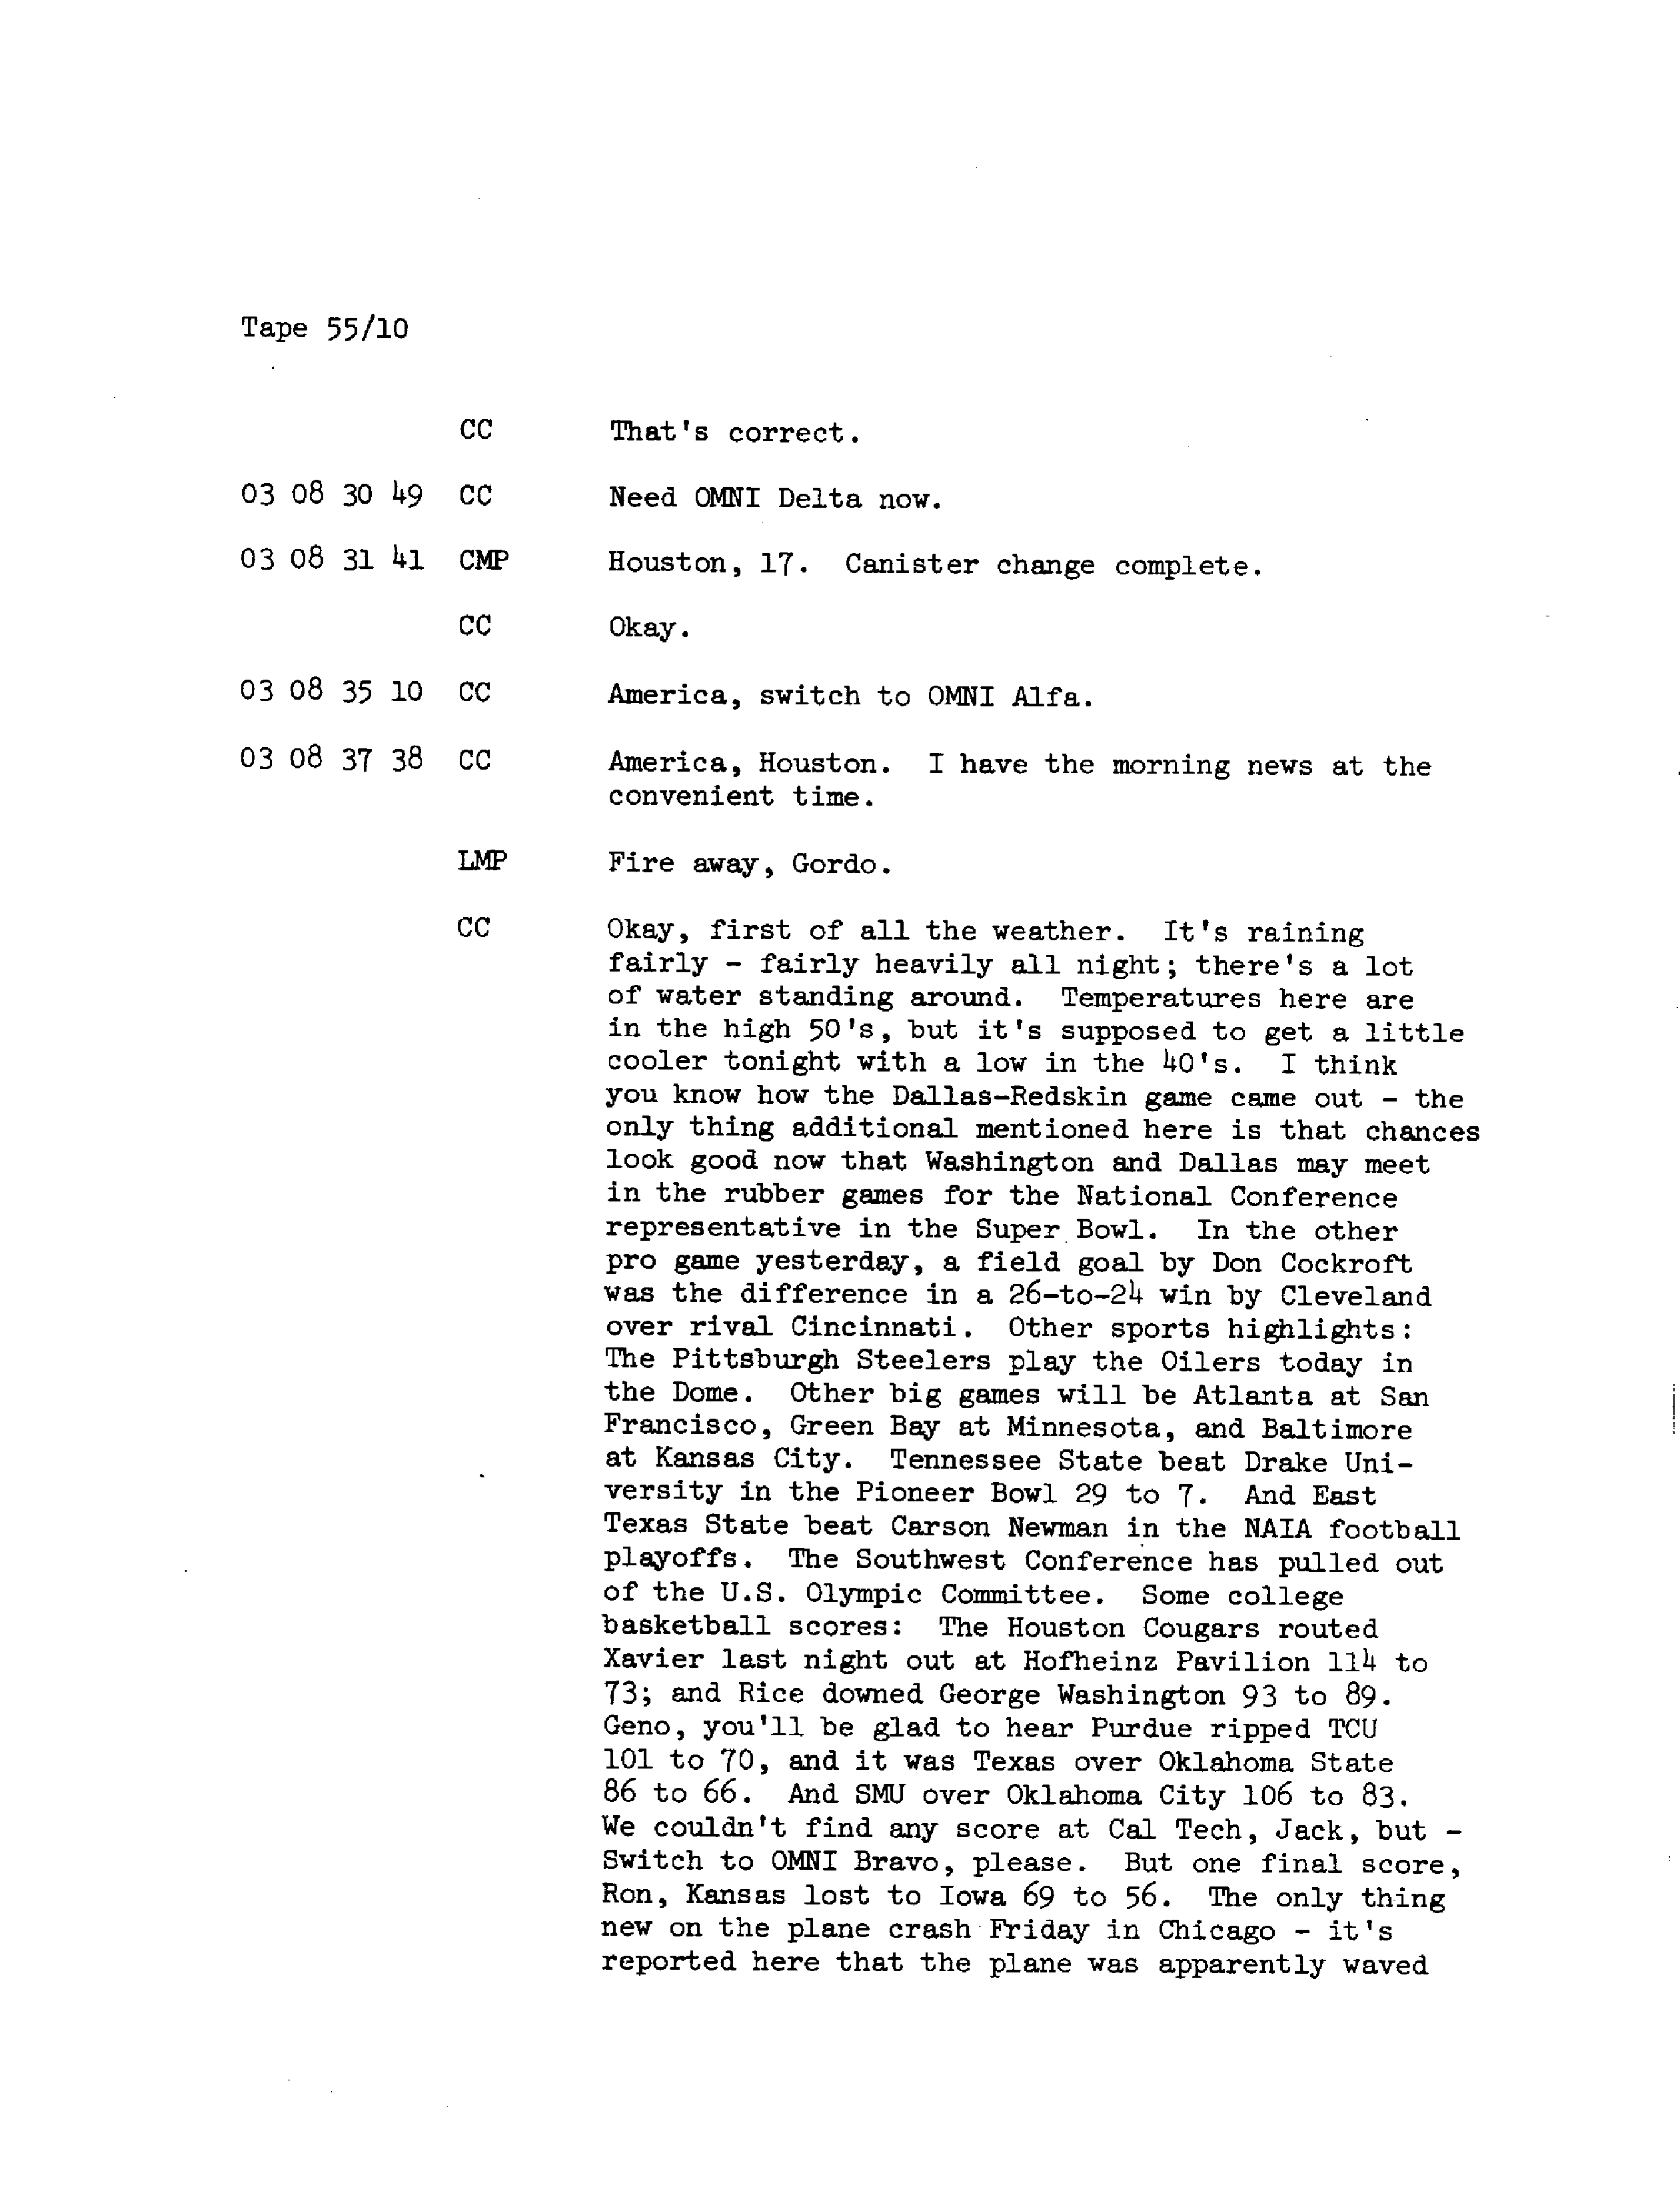 Tape 55/10
CC That's correct.
03 08 30 49 CC Need OMNI Delta now.
03 08 31 41 CMP Houston, 17. Canister change complete.
CC Okay.
03 08 35 10 CC America, switch to OMNI Alfa.
03 08 37 38 CC America, Houston. I have the morning news at the
convenient time.
LMP Fire away, Gordo.
CC Okay, first of all the weather. It's raining
fairly - fairly heavily all night; there's a lot
of water standing around. Temperatures here are
in the high 50's, but it's supposed to get a little
cooler tonight with a low in the 40's. I think
you know how the Dallas-Redskin game came out - the
only thing additional mentioned here is that chances
look good now that Washington and Dallas may meet
in the rubber games for the National Conference
representative in the Super Bowl. In the other
pro game yesterday, a field goal by Don Cockroft
was the difference in a 26-to-24 win by Cleveland
over rival Cincinnati. Other sports highlights:
The Pittsburgh Steelers play the Oilers today in
the Dome. Other big games will be Atlanta at San
Francisco, Green Bay at Minnesota, and Baltimore
at Kansas City. Tennessee State beat Drake Uni-
versity in the Pioneer Bowl 29 to 7. And East
Texas State beat Carson Newman in the NAIA football
playoffs. The Southwest Conference has pulled out
of the U.S. Olympic Committee. Some college
basketball scores: The Houston Cougars routed
Xavier last night out at Hofheinz Pavilion 114 to
73; and Rice downed George Washington 93 to 89.
Geno, you'll be glad to hear Purdue ripped TCU
101 to 70, and it was Texas over Oklahoma State
86 to 66. And SMU over Oklahoma City 106 to 83.
We couldn't find any score at Cal Tech, Jack, but -
Switch to OMNI Bravo, please. But one final score,
Ron, Kansas lost to Iowa 69 to 56. The only thing
new on the plane crash Friday in Chicago - it's
reported here that the plane was apparently waved